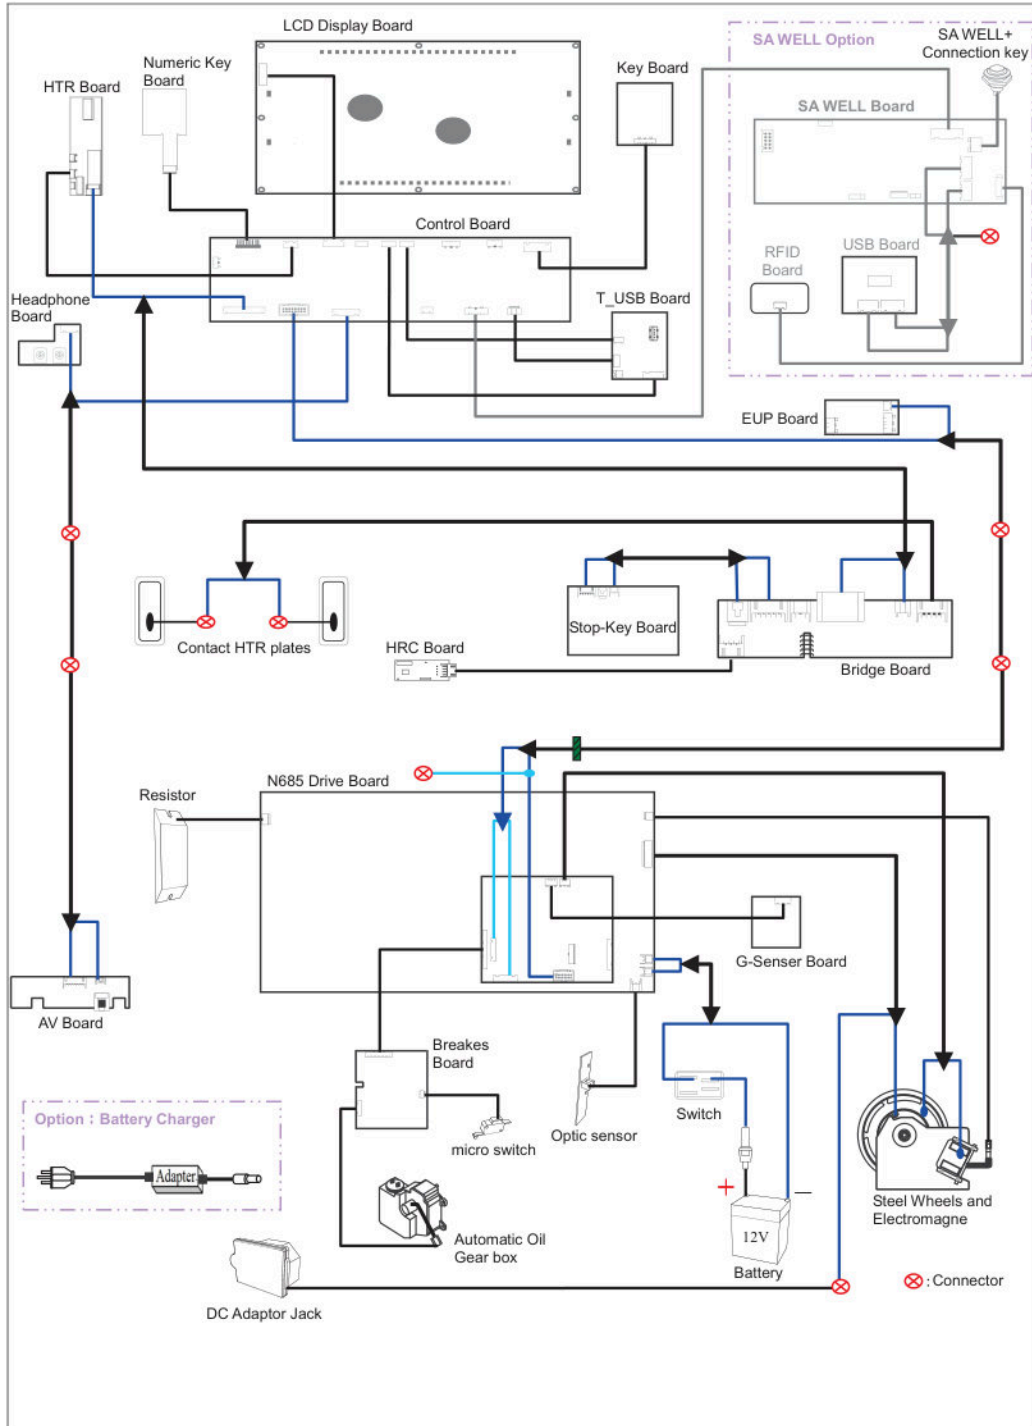 LCD Display Board
SA WELL Option
SA WELL+
Connection key
Numeric Key
Board
HTR Board
Key Board
SA WELL Board
Control Board
RFID
Board
USB Board
Headphone
Board
T_USB Board
EUP Board
Stop-Key Board
Contact HTR plates
HRC Board
Bridge Board
N685 Drive Board
Resistor
G-Senser Board
AV Board
Breakes
Board
Switch
micro switch
Optic sensor
Option : Battery Charger
Adapter
+
—
Steel Wheels and
Electromagne
12V
Automatic Oil
Gear box
Battery
: Connector
DC Adaptor Jack